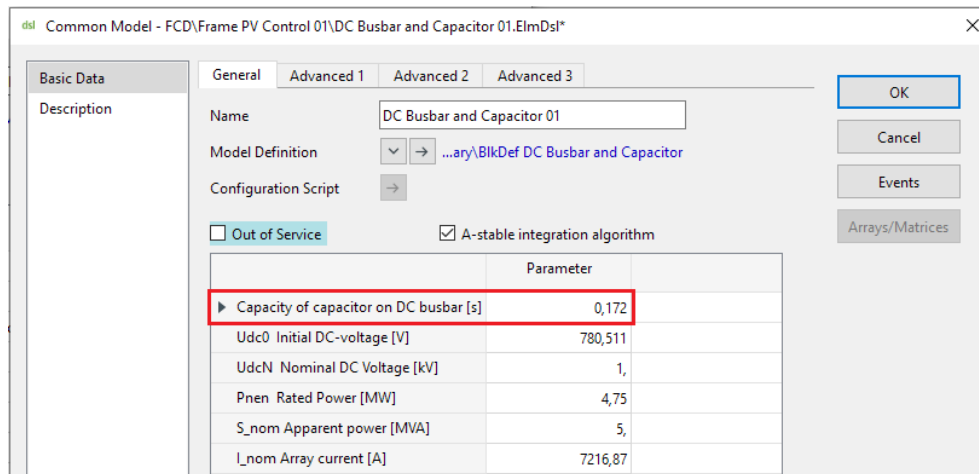 dsl Common Model - FCD\Frame PV Control 01\DC Busbar and Capacitor 01.ElmDsl*
Basic Data
Description
General Advanced 1 Advanced 2 Advanced 3
Name DC Busbar and Capacitor 01
Model Definition ...ary\BlkDef DC Busbar and Capacitor
Configuration Script
Out of Service A-stable integration algorithm
Parameter
Capacity of capacitor on DC busbar [s] 0,172
Udc0 Initial DC-voltage [V] 780,511
UdcN Nominal DC Voltage [kV] 1,
Pnen Rated Power [MW] 4,75
S_nom Apparent power [MVA] 5,
I_nom Array current [A] 7216,87
OK
Cancel
Events
Arrays/Matrices